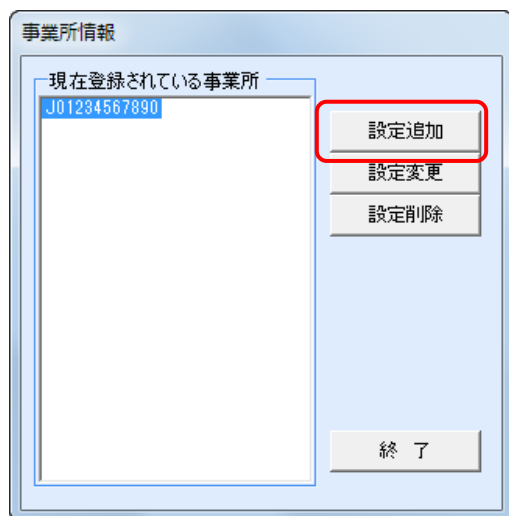 事業所情報
現在登録されている事業所
J01234567890
設定追加
設定変更
設定削除
終 了